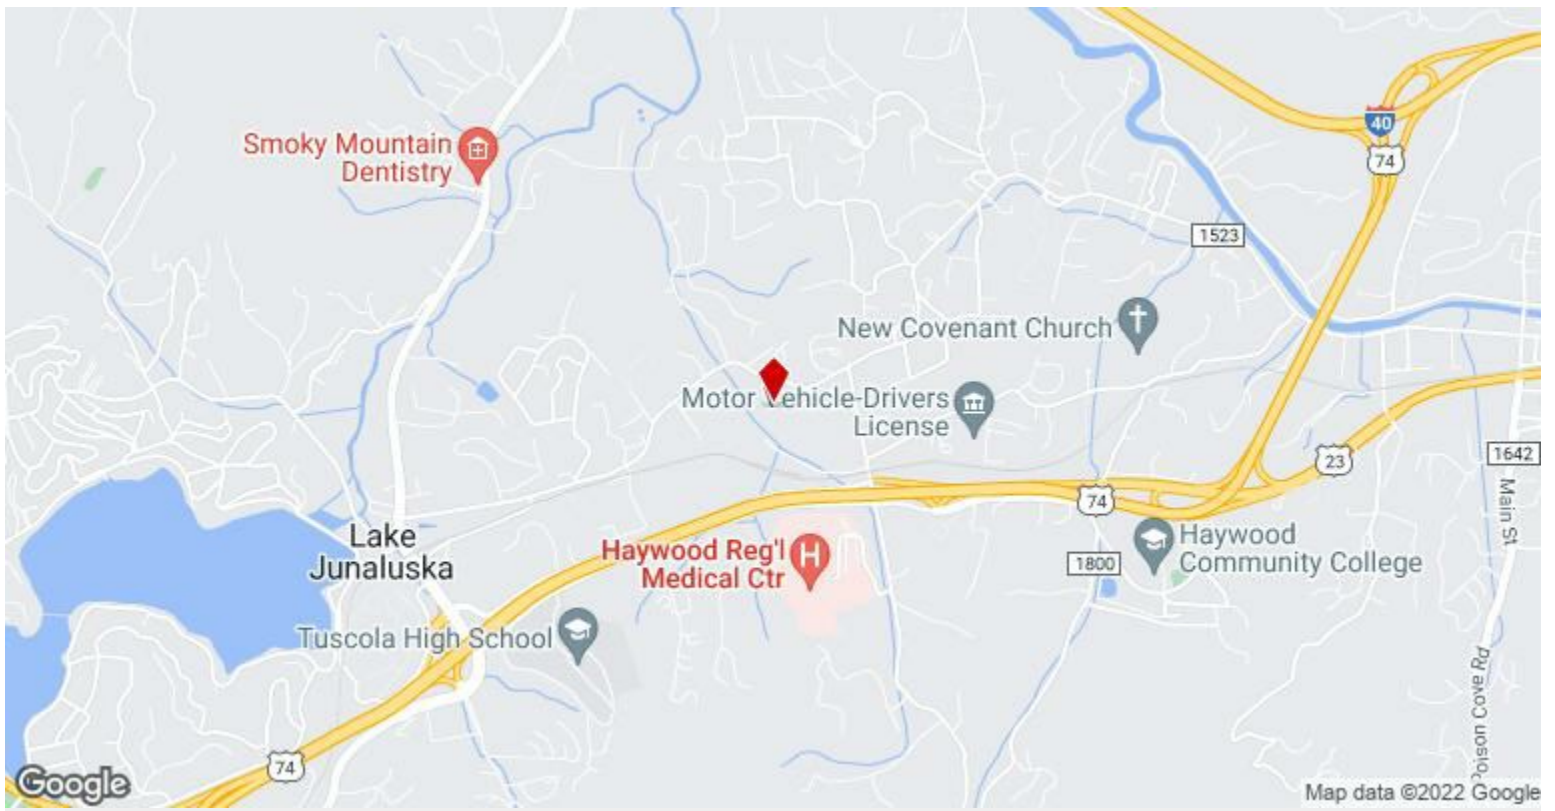 40
Smoky Mountain
Dentistry
74
1523
New Covenant Church
Motor Vehicle-Drivers
License
23
1642
74
Main St
Lake
Junaluska
Haywood Reg'l
Medical Ctr
H
1800
Haywood
Community College
Tuscola High School
Poison Cove Rd
74
Google
Map data ©2022 Google